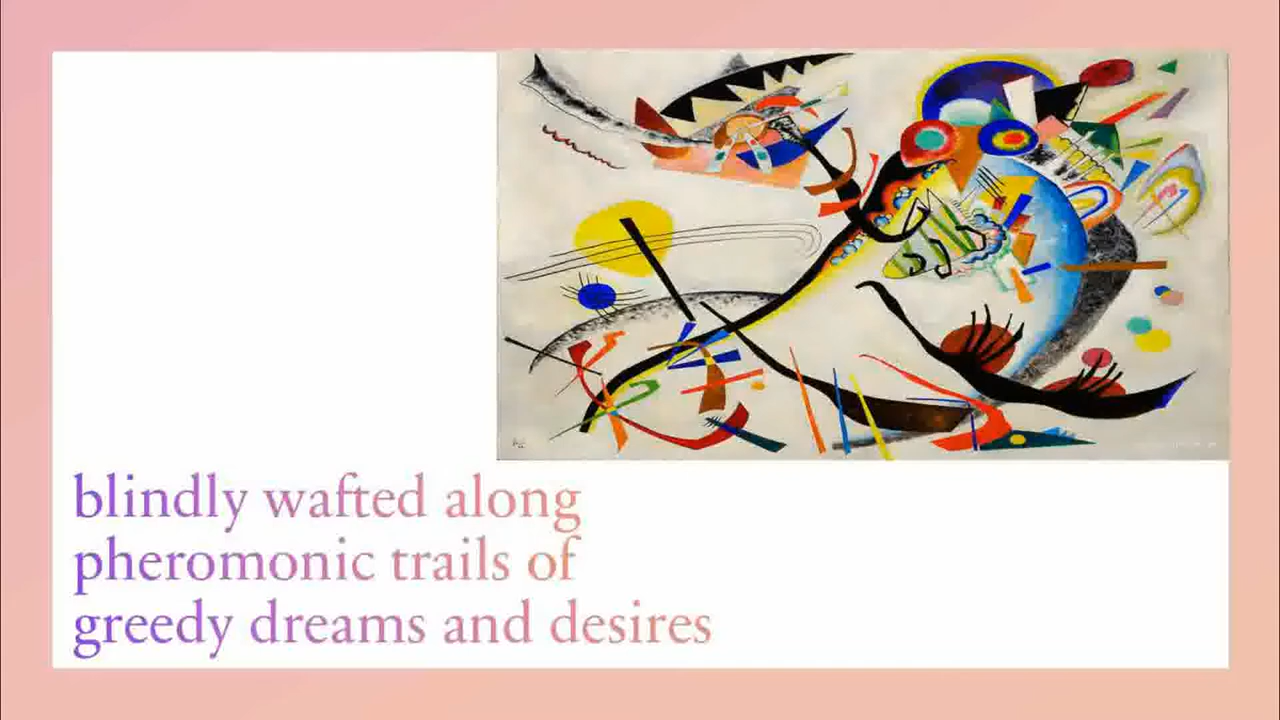 blindly wafted along
pheromonic trails of
greedy dreams and desires